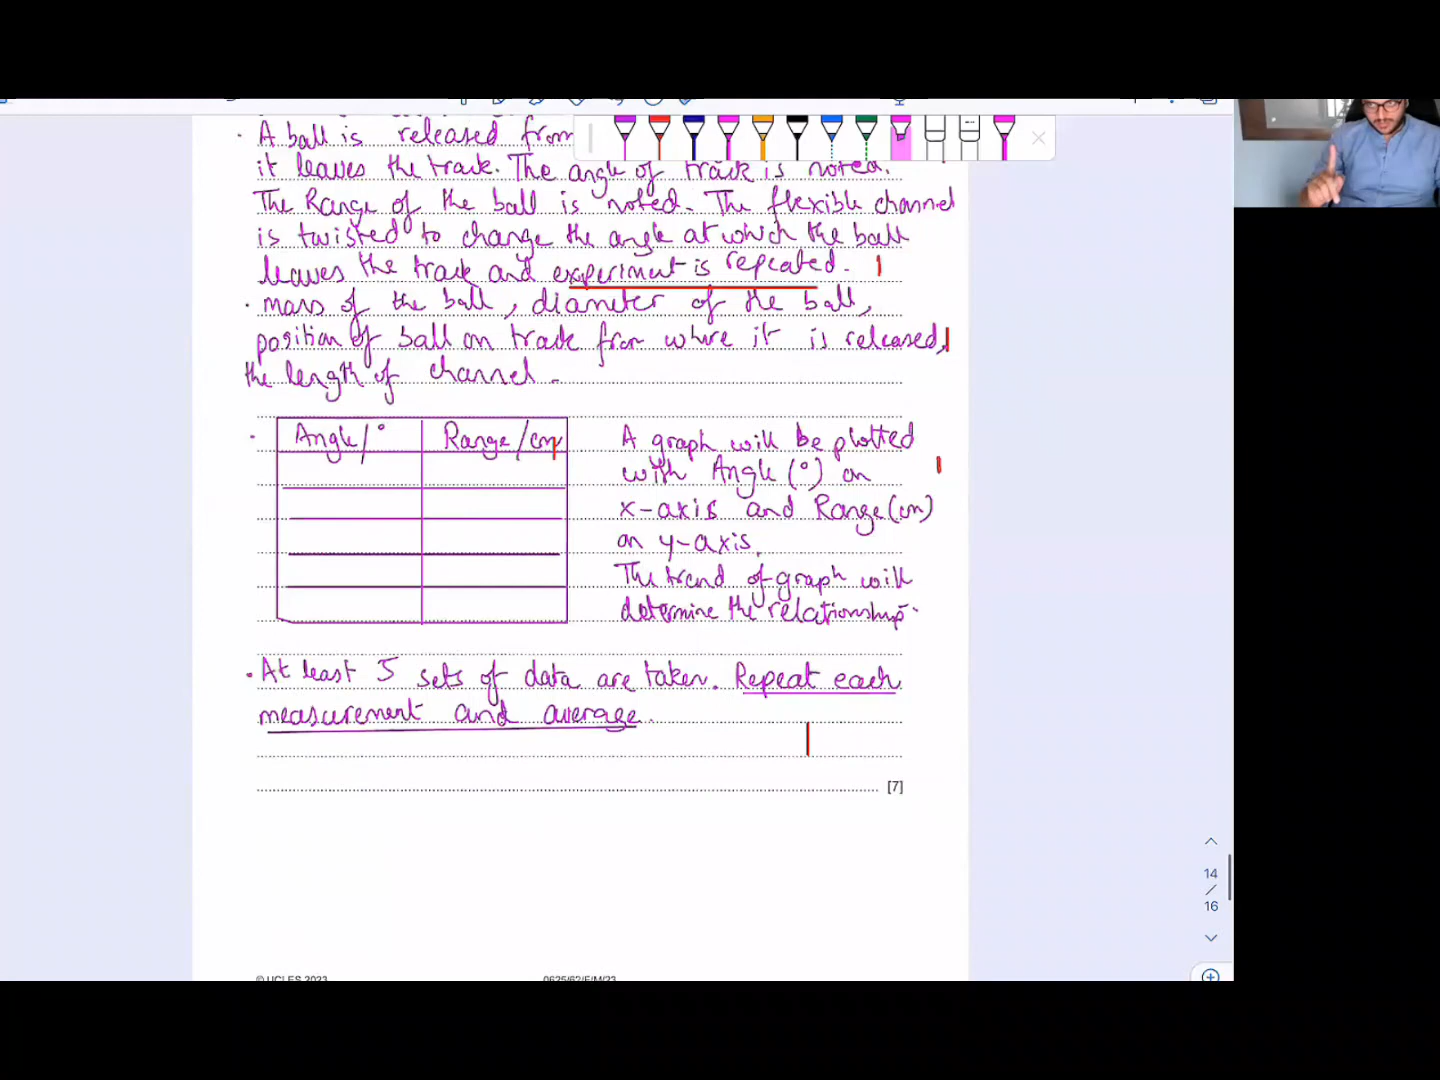 · A ball is released from
it leaves the track. The angle of track is noted.
The Range of the ball is noted. The flexible channel
is twisted to change the angle at which the ball
leaves the track and experiment is repeated. 1
· mass of the ball, diameter of the ball,
position of ball on track from where it is released, 1
the length of channel.
· Angle/° Range/cm
A graph will be plotted
with Angle (°) on 1
x-axis and Range(cm)
on y-axis.
The trend of graph will
determine the relationship.
· At least 5 sets of data are taken. Repeat each
measurement and average. 1
[7]
14
/
16
© UCLES 2023 0625/62/F/M/23